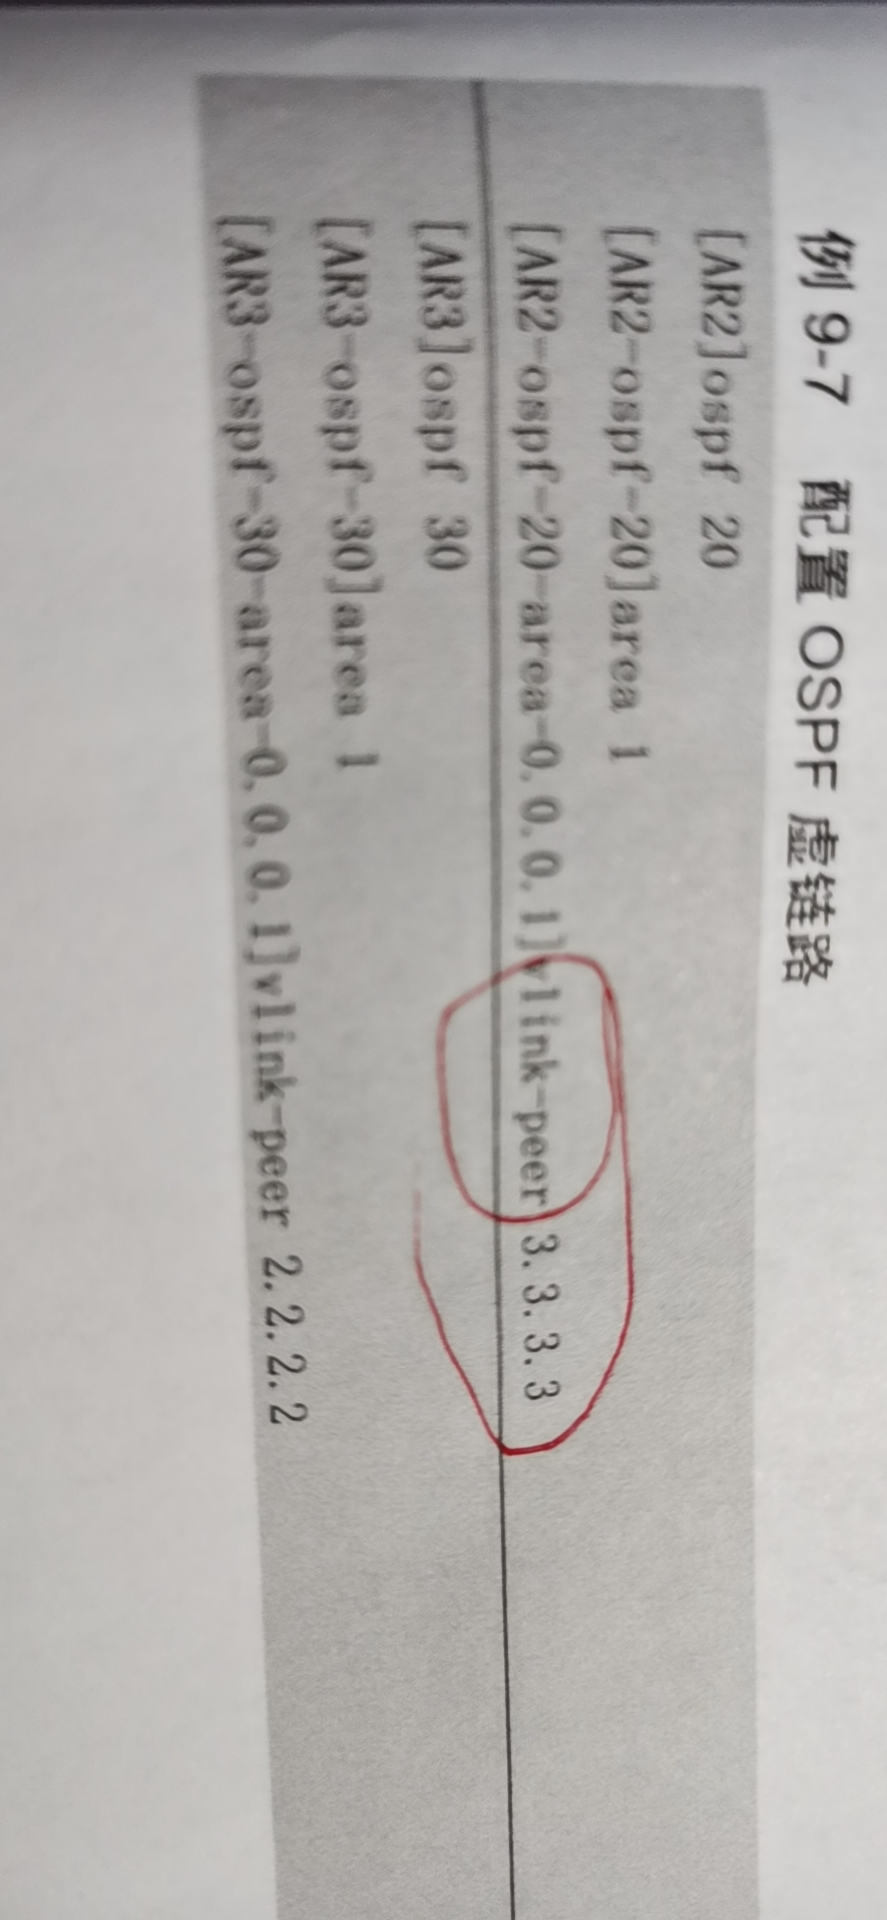 例 9-7 配置 OSPF 虚链路
[AR2]ospf 20
[AR2-ospf-20]area 1
[AR2-ospf-20-area-0.0.0.1]vlink-peer 3.3.3.3
[AR3]ospf 30
[AR3-ospf-30]area 1
[AR3-ospf-30-area-0.0.0.1]vlink-peer 2.2.2.2